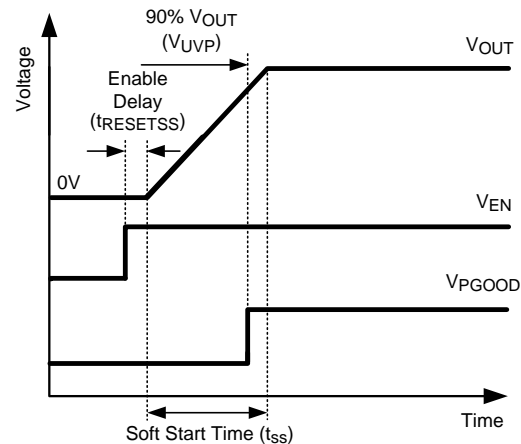 90% VOUT
(VUVP)
VOUT
Enable
Delay
(tRESETSS)
Voltage
0V
VEN
VPGOOD
Time
Soft Start Time (tss)